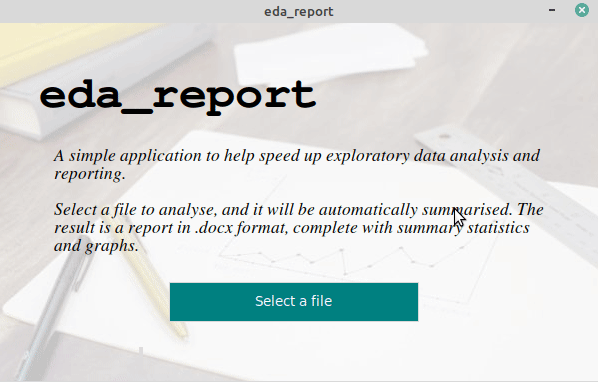 eda_report
eda_report
A simple application to help speed up exploratory data analysis and
reporting.
Select a file to analyse, and it will be automatically summarised. The
result is a report in .docx format, complete with summary statistics
and graphs.
Select a file